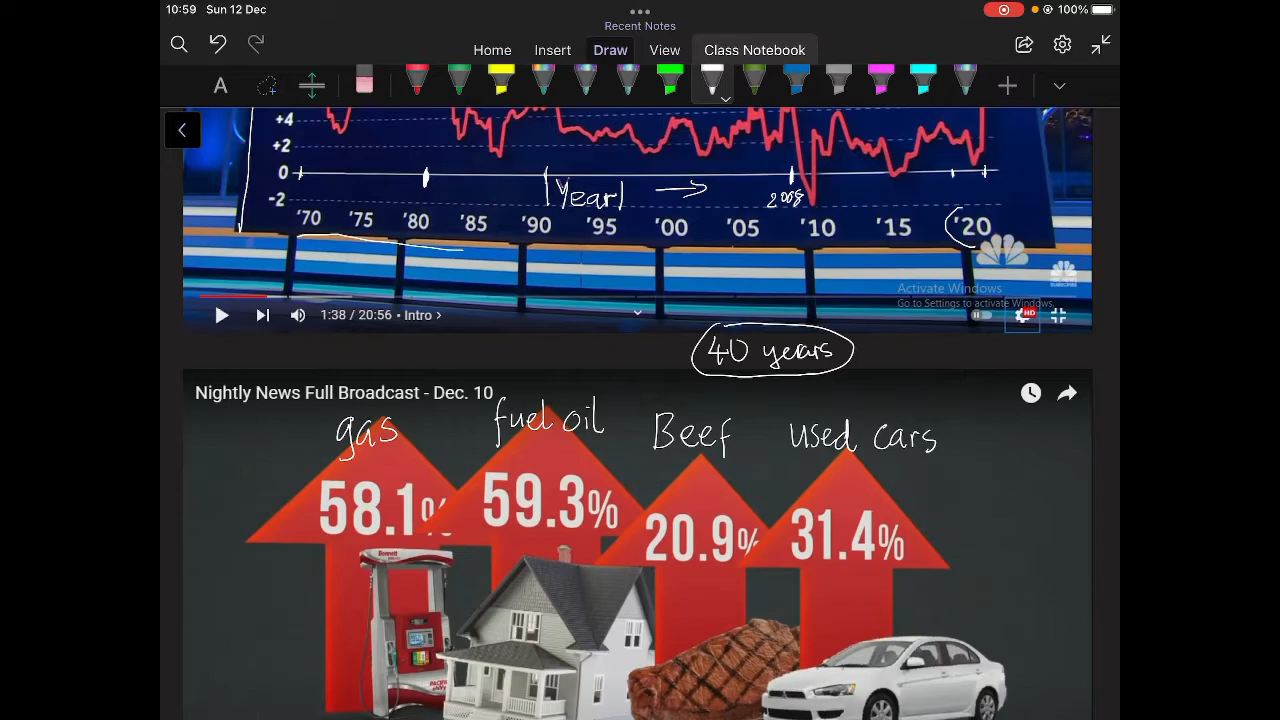 10:59 Sun 12 Dec
100%
Recent Notes
Home Insert Draw View Class Notebook
A
+4
+2
0
-2
Year
2008
'70 '75 '80 '85 '90 '95 '00 '05 '10 '15 '20
Activate Windows
Go to Settings to activate Windows.
SUBSCRIBE
1:38 / 20:56 • Intro >
HD
40 years
Nightly News Full Broadcast - Dec. 10
gas fuel oil Beef used cars
58.1% 59.3% 20.9% 31.4%
Bennett